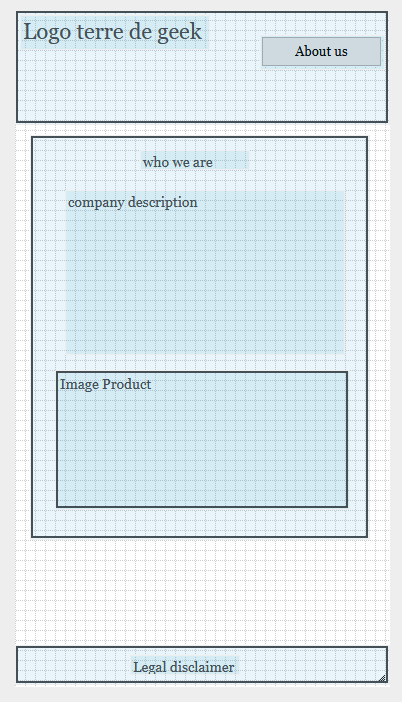 Logo terre de geek
About us
who we are
company description
Image Product
Legal disclaimer